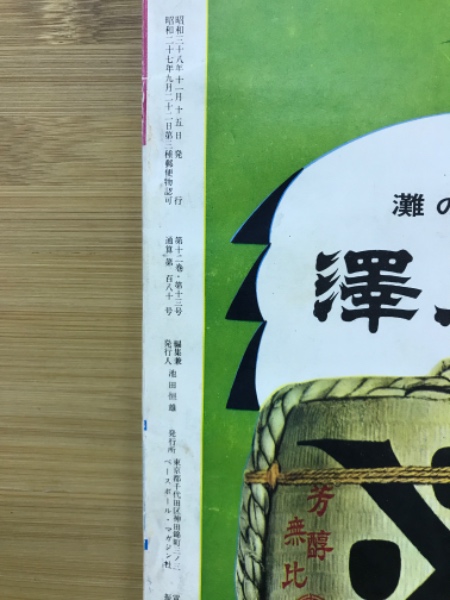 昭和三十八年十一月十五日発行
昭和二十七年九月二十二日第三種郵便物認可
第十二巻・第十三号
通算第百八十号
編集兼
発行人
池田恒雄
発行所
東京都千代田区神田錦町三ノ二
ベースボール・マガジン社
灘の
澤
芳醇
無比